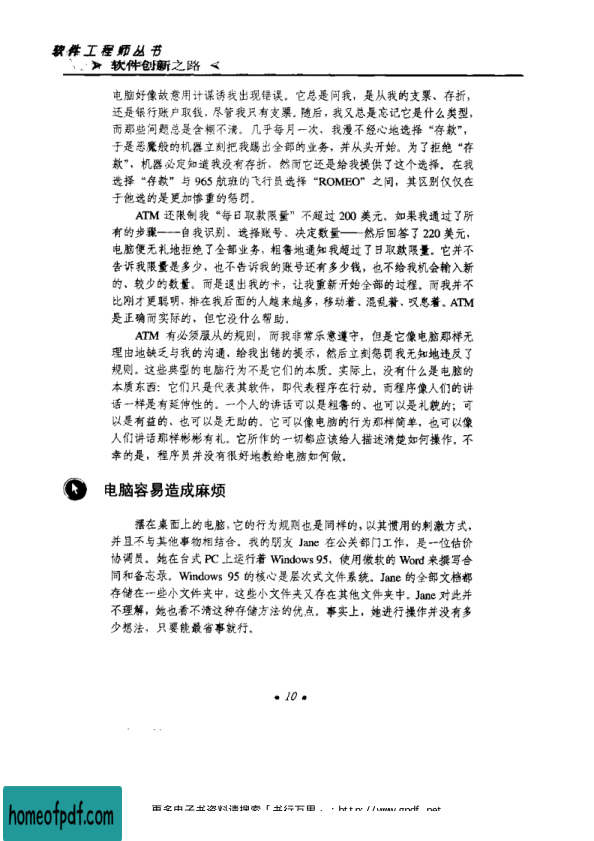 软件工程师丛书
软件创新之路
电脑好像故意用计谋诱我出现错误。它总是问我，是从我的支票、存折，
还是银行账户取钱，尽管我只有支票。随后，我又总是忘记它是什么类型，
而那些问题总是含糊不清。几乎每月一次，我漫不经心地选择“存款”，
于是恶魔般的机器立刻把我踢出全部的业务，并从头开始。为了拒绝“存
款”，机器必定知道我没有存折，然而它还是给我提供了这个选择。在我
选择“存款”与 965 航班的飞行员选择“ROMEO”之间，其区别仅仅在
于他选的是更加惨重的惩罚。
ATM 还限制我“每日取款限量”不超过 200 美元。如果我通过了所
有的步骤——自我识别、选择账号、决定数量——然后回答了 220 美元，
电脑便无礼地拒绝了全部业务，粗鲁地通知我超过了日取款限量。它并不
告诉我限量是多少，也不告诉我的账号还有多少钱，也不给我机会输入新
的、较少的数量。而是退出我的卡，让我重新开始全部的过程。而我并不
比刚才更聪明，排在我后面的人越来越多，移动着、混乱着、叹息着。ATM
是正确而实际的，但它没什么帮助。
ATM 有必须服从的规则，而我非常乐意遵守，但是它像电脑那样无
理由地缺乏与我的沟通，给我出错的提示，然后立刻惩罚我无知地违反了
规则。这些典型的电脑行为不是它们的本质。实际上，没有什么是电脑的
本质东西：它们只是代表其软件，即代表程序在行动。而程序像人们的讲
话一样是有延伸性的。一个人的讲话可以是粗鲁的、也可以是礼貌的；可
以是有益的、也可以是无助的。它可以像电脑的行为那样简单，也可以像
人们讲话那样彬彬有礼。它所作的一切都应该给人描述清楚如何操作。不
幸的是，程序员并没有很好地教给电脑如何做。
电脑容易造成麻烦
摆在桌面上的电脑，它的行为规则也是同样的，以其惯用的刺激方式，
并且不与其他事物相结合。我的朋友 Jane 在公关部门工作，是一位估价
协调员。她在台式 PC 上运行着 Windows 95，使用微软的 Word 来撰写合
同和备忘录。Windows 95 的核心是层次式文件系统。Jane 的全部文档都
存储在一些小文件夹中，这些小文件夹又存在其他文件夹中。Jane 对此并
不理解，她也看不清这种存储方法的优点。事实上，她进行操作并没有多
少想法，只要能最省事就行。
• 10 •
homeofpdf.com